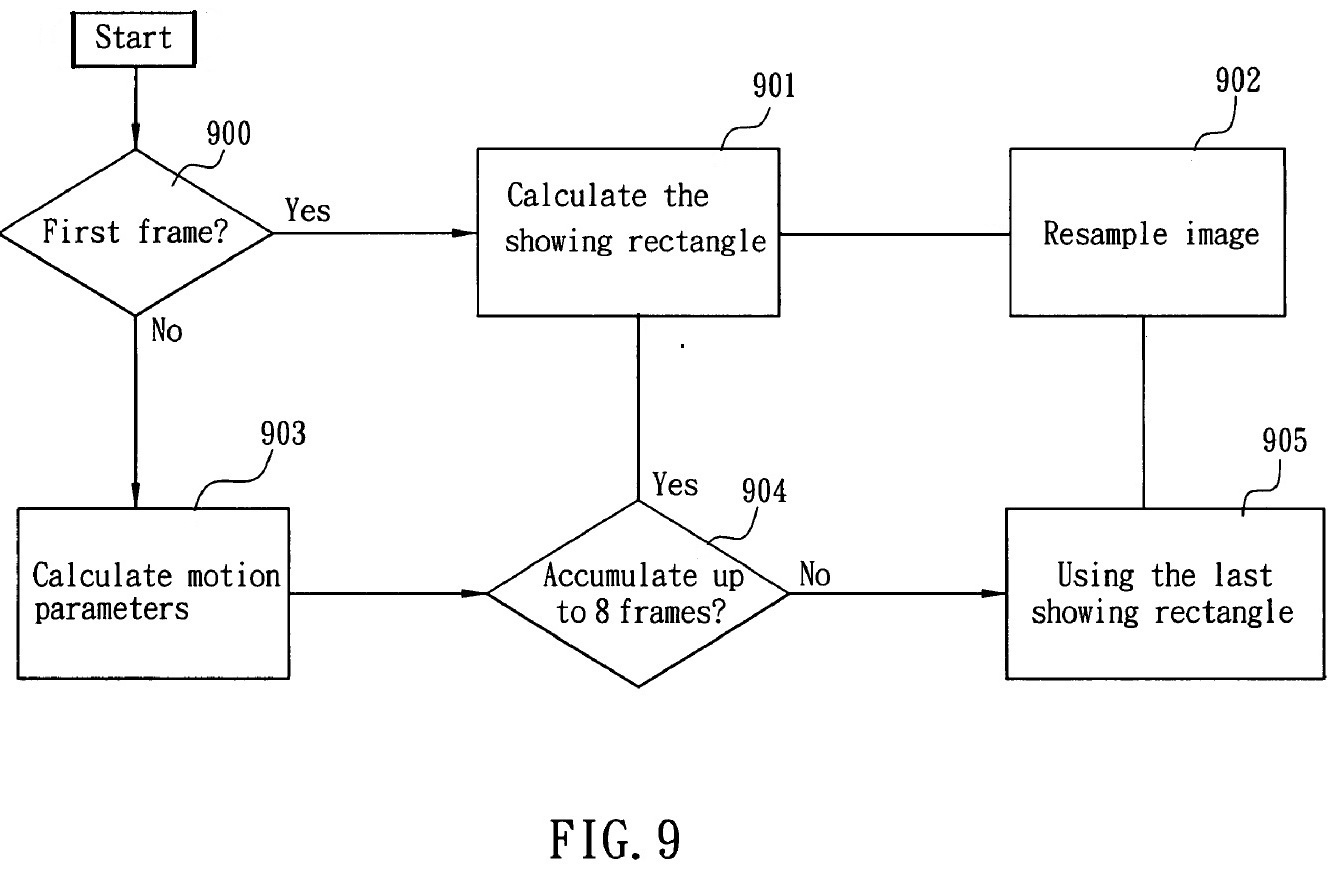 Start
900
First frame?
Yes
No
901
Calculate the
showing rectangle
902
Resample image
903
Calculate motion
parameters
904
Yes
Accumulate up
to 8 frames?
No
905
Using the last
showing rectangle
FIG. 9